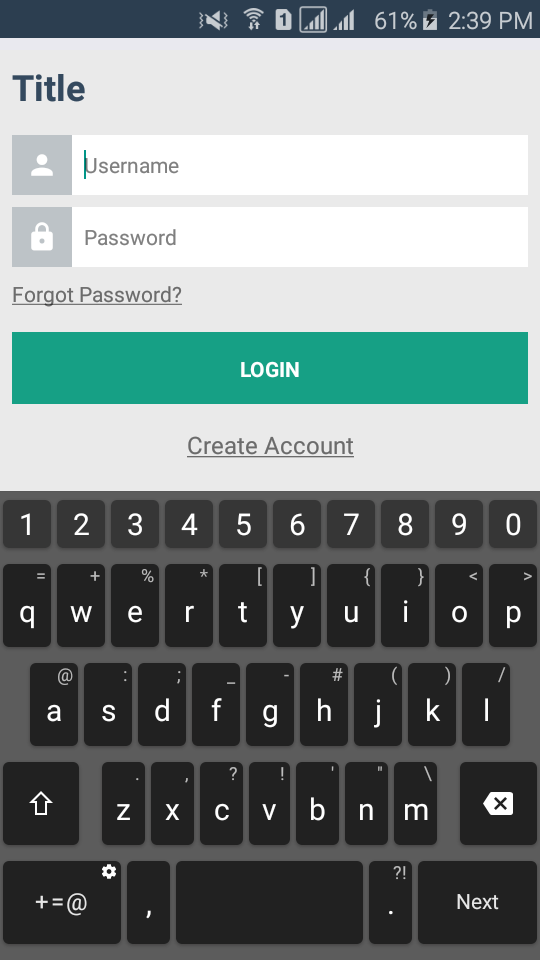 1 61% 2:39 PM
Title
Username
Password
Forgot Password?
LOGIN
Create Account
1 2 3 4 5 6 7 8 9 0
= + % * [ ] { } < >
q w e r t y u i o p
@ : ; _ - # ( ) /
a s d f g h j k l
. , ? ! ' " \
z x c v b n m
?!
+=@ , . Next